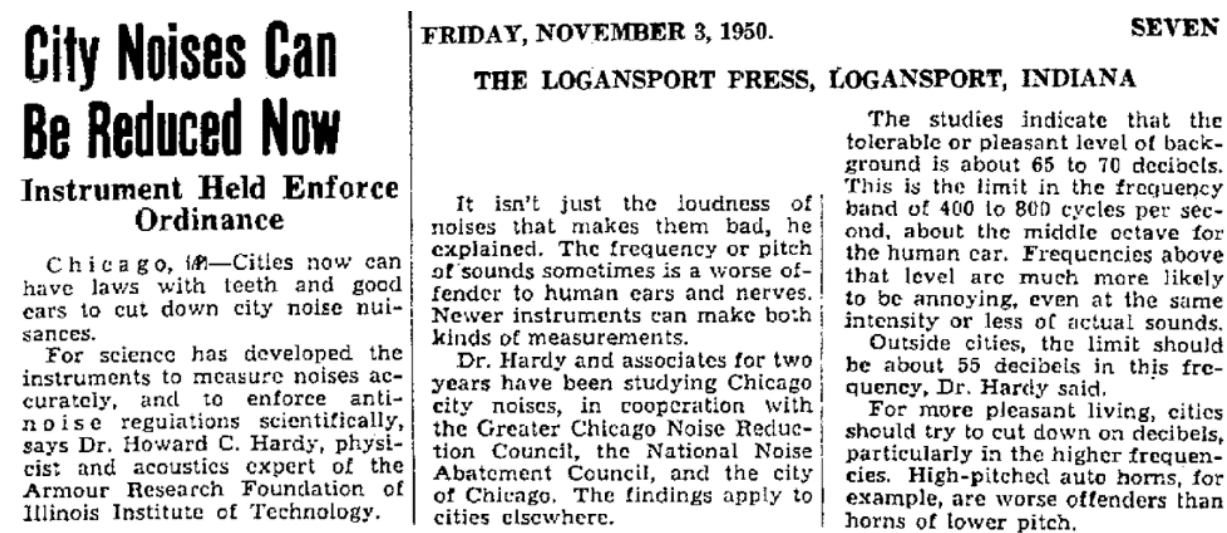 City Noises Can
Be Reduced Now
Instrument Held Enforce
Ordinance
Chicago, (AP)—Cities now can
have laws with teeth and good
ears to cut down city noise nui-
sances.
For science has developed the
instruments to measure noises ac-
curately, and to enforce anti-
noise regulations scientifically,
says Dr. Howard C. Hardy, physi-
cist and acoustics expert of the
Armour Research Foundation of
Illinois Institute of Technology.
FRIDAY, NOVEMBER 3, 1950.
SEVEN
THE LOGANSPORT PRESS, LOGANSPORT, INDIANA
It isn't just the loudness of
noises that makes them bad, he
explained. The frequency or pitch
of sounds sometimes is a worse of-
fender to human ears and nerves.
Newer instruments can make both
kinds of measurements.
Dr. Hardy and associates for two
years have been studying Chicago
city noises, in cooperation with
the Greater Chicago Noise Reduc-
tion Council, the National Noise
Abatement Council, and the city
of Chicago. The findings apply to
cities elsewhere.
The studies indicate that the
tolerable or pleasant level of back-
ground is about 65 to 70 decibels.
This is the limit in the frequency
band of 400 to 800 cycles per sec-
ond, about the middle octave for
the human ear. Frequencies above
that level are much more likely
to be annoying, even at the same
intensity or less of actual sounds.
Outside cities, the limit should
be about 55 decibels in this fre-
quency, Dr. Hardy said.
For more pleasant living, cities
should try to cut down on decibels,
particularly in the higher frequen-
cies. High-pitched auto horns, for
example, are worse offenders than
horns of lower pitch.